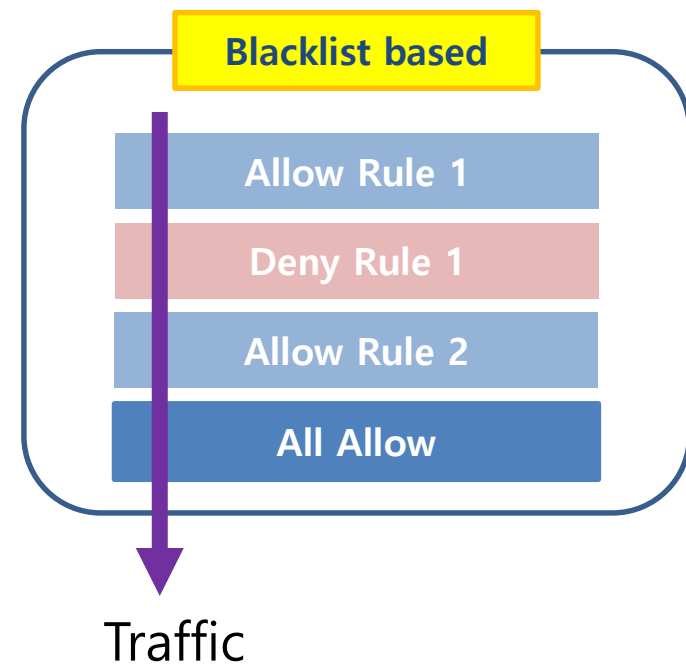 Blacklist based
Allow Rule 1
Deny Rule 1
Allow Rule 2
All Allow
Traffic